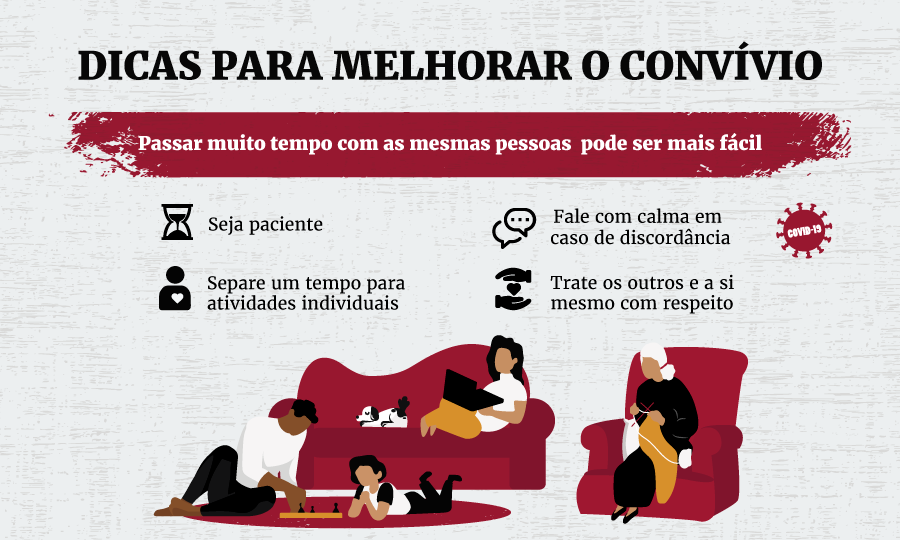 DICAS PARA MELHORAR O CONVÍVIO
Passar muito tempo com as mesmas pessoas pode ser mais fácil
Seja paciente
Separe um tempo para
atividades individuais
Fale com calma em
caso de discordância
Trate os outros e a si
mesmo com respeito
COVID-19